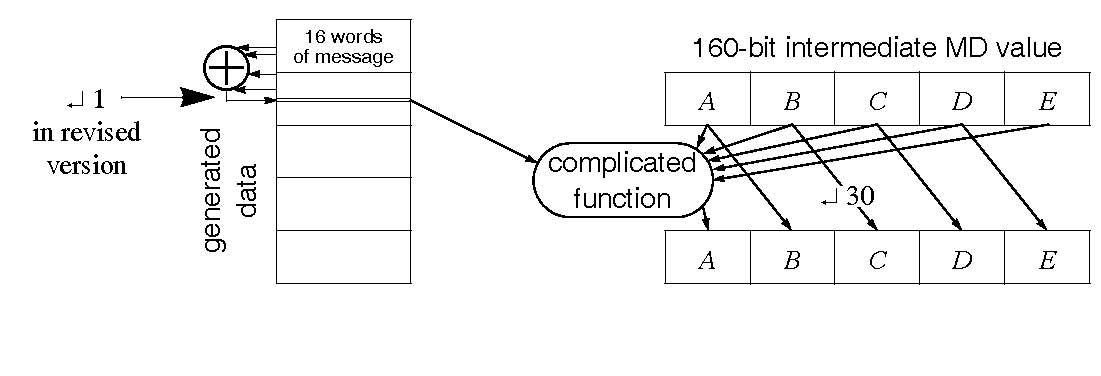 16 words
of message
160-bit intermediate MD value
A B C D E
↵ 1
in revised
version
generated
data
complicated
function
↵ 30
A B C D E